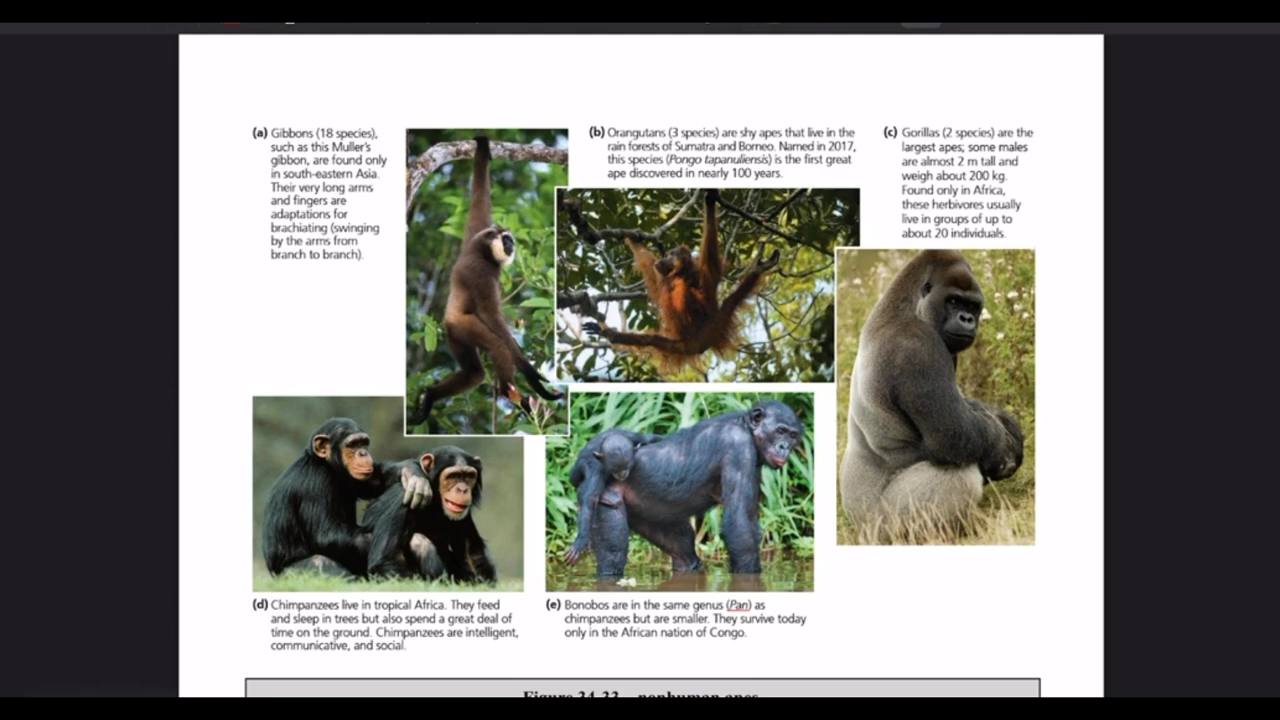 (a) Gibbons (18 species),
such as this Muller's
gibbon, are found only
in south-eastern Asia.
Their very long arms
and fingers are
adaptations for
brachiating (swinging
by the arms from
branch to branch).
(b) Orangutans (3 species) are shy apes that live in the
rain forests of Sumatra and Borneo. Named in 2017,
this species (Pongo tapanuliensis) is the first great
ape discovered in nearly 100 years.
(c) Gorillas (2 species) are the
largest apes; some males
are almost 2 m tall and
weigh about 200 kg.
Found only in Africa,
these herbivores usually
live in groups of up to
about 20 individuals.
(d) Chimpanzees live in tropical Africa. They feed
and sleep in trees but also spend a great deal of
time on the ground. Chimpanzees are intelligent,
communicative, and social.
(e) Bonobos are in the same genus (Pan) as
chimpanzees but are smaller. They survive today
only in the African nation of Congo.
Figure 34-33 nonhuman apes